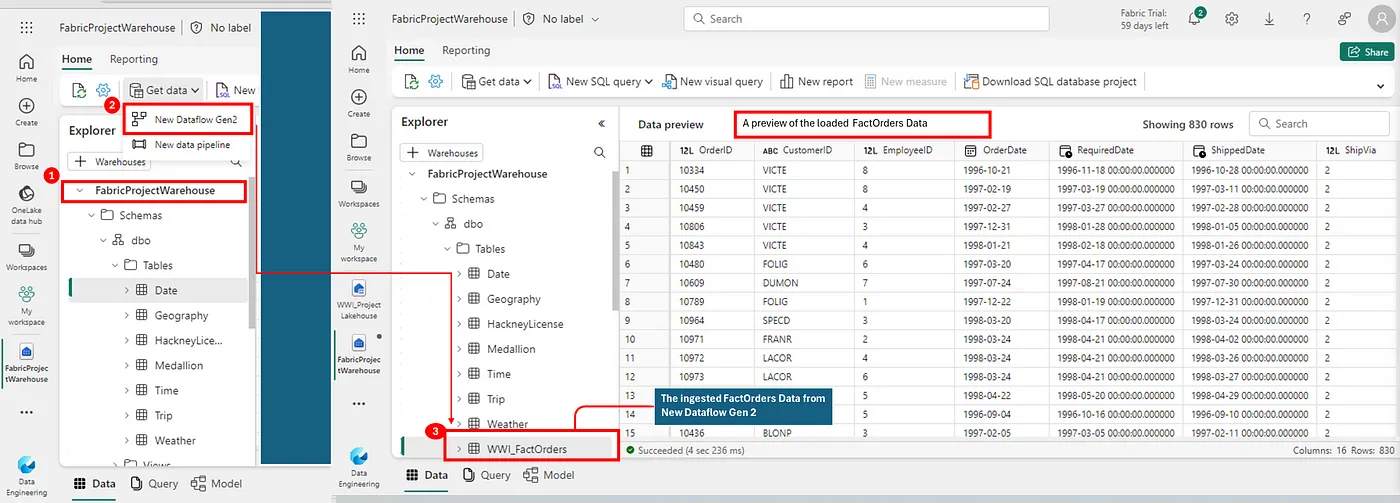 FabricProjectWarehouse No label
Home Reporting
Get data New
2
New Dataflow Gen2
New data pipeline
Explorer
+ Warehouses
1
FabricProjectWarehouse
Schemas
dbo
Tables
Date
Geography
HackneyLice...
Medallion
Time
Trip
Weather
Views
Home
Create
Browse
OneLake
data hub
Workspaces
My
workspace
FabricProjec
tWarehouse
Data
Engineering
Data Query Model
FabricProjectWarehouse No label
Search
Fabric Trial:
59 days left
2
Home Reporting
Share
Get data New SQL query New visual query New report New measure Download SQL database project
Home
Create
Browse
Workspaces
My
workspace
WWI_Project
Lakehouse
FabricProjec
tWarehouse
Data
Engineering
Explorer
+ Warehouses
FabricProjectWarehouse
Schemas
dbo
Tables
Date
Geography
HackneyLicense
Medallion
Time
Trip
Weather
3
WWI_FactOrders
Data Query Model
Data preview
A preview of the loaded FactOrders Data
Showing 830 rows
Search
12L OrderID ABC CustomerID 12L EmployeeID OrderDate RequiredDate ShippedDate 12L ShipVia
1 10334 VICTE 8 1996-10-21 1996-11-18 00:00:00.000000 1996-10-28 00:00:00.000000 2
2 10450 VICTE 8 1997-02-19 1997-03-19 00:00:00.000000 1997-03-11 00:00:00.000000 2
3 10459 VICTE 4 1997-02-27 1997-03-27 00:00:00.000000 1997-02-28 00:00:00.000000 2
4 10806 VICTE 3 1997-12-31 1998-01-28 00:00:00.000000 1998-01-05 00:00:00.000000 2
5 10843 VICTE 4 1998-01-21 1998-02-18 00:00:00.000000 1998-01-26 00:00:00.000000 2
6 10480 FOLIG 6 1997-03-20 1997-04-17 00:00:00.000000 1997-03-24 00:00:00.000000 2
7 10609 DUMON 7 1997-07-24 1997-08-21 00:00:00.000000 1997-07-30 00:00:00.000000 2
8 10789 FOLIG 1 1997-12-22 1998-01-19 00:00:00.000000 1997-12-31 00:00:00.000000 2
9 10964 SPECD 3 1998-03-20 1998-04-17 00:00:00.000000 1998-03-24 00:00:00.000000 2
10 10971 FRANR 2 1998-03-24 1998-04-21 00:00:00.000000 1998-04-02 00:00:00.000000 2
11 10972 LACOR 4 1998-03-24 1998-04-21 00:00:00.000000 1998-03-26 00:00:00.000000 2
12 10973 LACOR 6 1998-03-24 1998-04-21 00:00:00.000000 1998-03-27 00:00:00.000000 2
13 5 1998-04-22 1998-05-20 00:00:00.000000 1998-04-29 00:00:00.000000 2
14 5 1996-09-04 1996-10-16 00:00:00.000000 1996-09-10 00:00:00.000000 2
15 10436 BLONP 3 1997-02-05 1997-03-05 00:00:00.000000 1997-02-11 00:00:00.000000 2
The ingested FactOrders Data from
New Dataflow Gen 2
Succeeded (4 sec 236 ms)
Columns: 16 Rows: 830